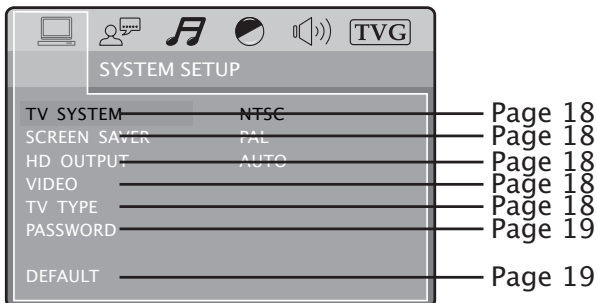 TVG
SYSTEM SETUP
TV SYSTEM NTSC Page 18
SCREEN SAVER PAL Page 18
HD OUTPUT AUTO Page 18
VIDEO Page 18
TV TYPE Page 18
PASSWORD Page 19
DEFAULT Page 19